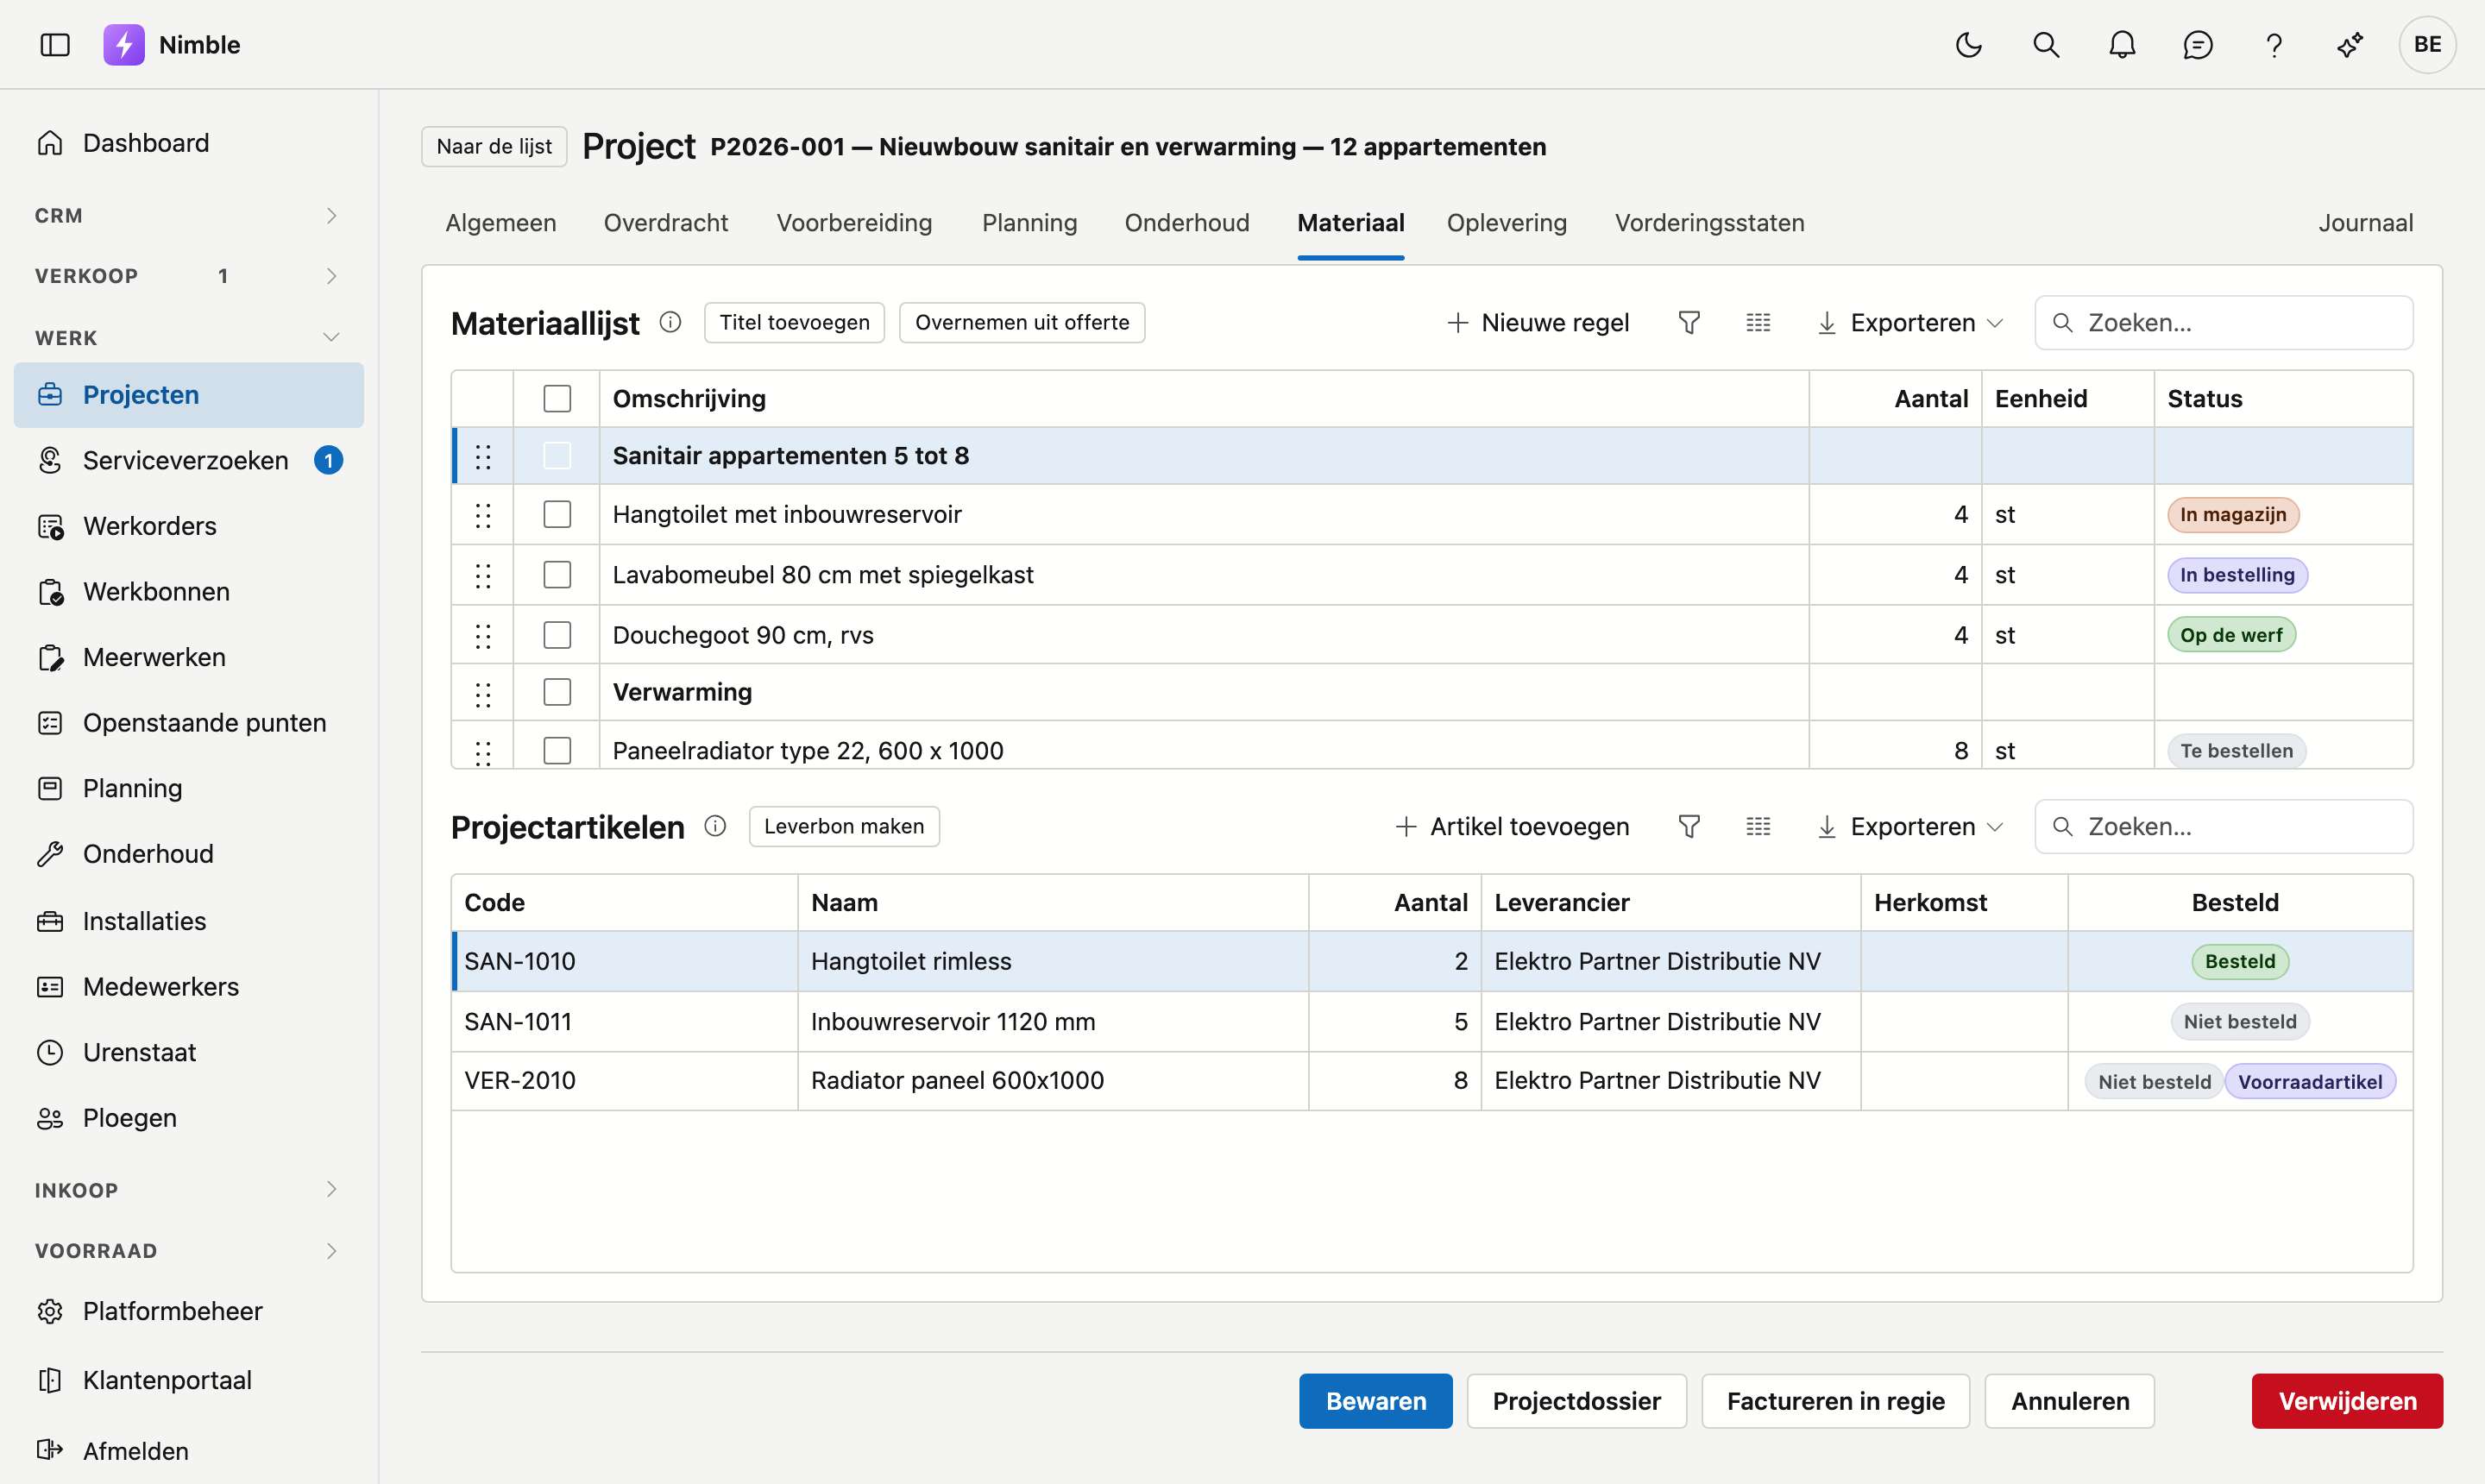 Nimble
BE
Dashboard
CRM
VERKOOP 1
WERK
Projecten
Serviceverzoeken 1
Werkorders
Werkbonnen
Meerwerken
Openstaande punten
Planning
Onderhoud
Installaties
Medewerkers
Urenstaat
Ploegen
INKOOP
VOORRAAD
Platformbeheer
Klantenportaal
Afmelden
Naar de lijst Project P2026-001 — Nieuwbouw sanitair en verwarming — 12 appartementen
Algemeen Overdracht Voorbereiding Planning Onderhoud Materiaal Oplevering Vorderingsstaten Journaal
Materiaallijst Titel toevoegen Overnemen uit offerte Nieuwe regel Exporteren Zoeken...
Omschrijving Aantal Eenheid Status
Sanitair appartementen 5 tot 8
Hangtoilet met inbouwreservoir 4 st In magazijn
Lavabomeubel 80 cm met spiegelkast 4 st In bestelling
Douchegoot 90 cm, rvs 4 st Op de werf
Verwarming
Paneelradiator type 22, 600 x 1000 8 st Te bestellen
Projectartikelen Leverbon maken Artikel toevoegen Exporteren Zoeken...
Code Naam Aantal Leverancier Herkomst Besteld
SAN-1010 Hangtoilet rimless 2 Elektro Partner Distributie NV Besteld
SAN-1011 Inbouwreservoir 1120 mm 5 Elektro Partner Distributie NV Niet besteld
VER-2010 Radiator paneel 600x1000 8 Elektro Partner Distributie NV Niet besteld Voorraadartikel
Bewaren Projectdossier Factureren in regie Annuleren Verwijderen